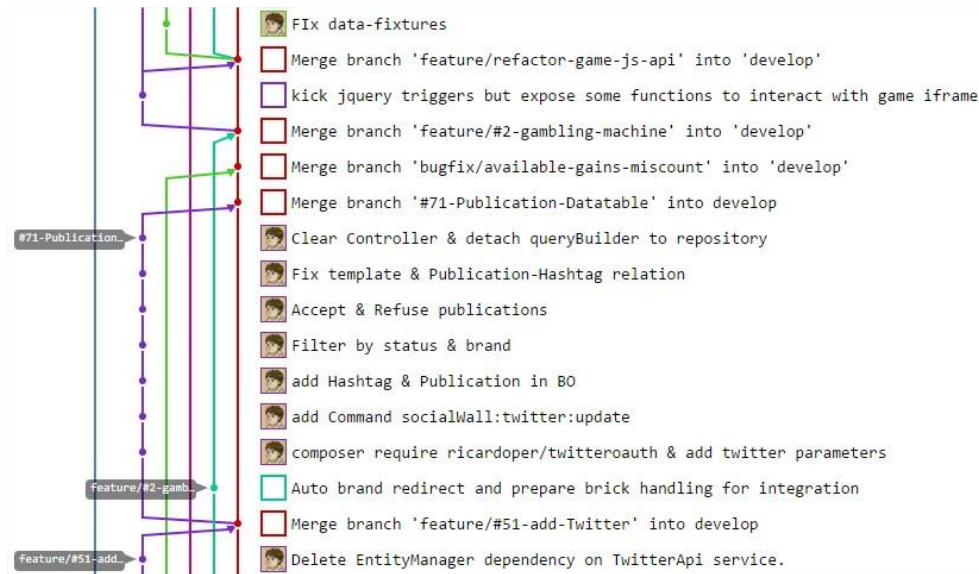 FIx data-fixtures
Merge branch 'feature/refactor-game-js-api' into 'develop'
kick jquery triggers but expose some functions to interact with game iframe
Merge branch 'feature/#2-gambling-machine' into 'develop'
Merge branch 'bugfix/available-gains-miscount' into 'develop'
Merge branch '#71-Publication-Datatable' into develop
#71-Publication… Clear Controller & detach queryBuilder to repository
Fix template & Publication-Hashtag relation
Accept & Refuse publications
Filter by status & brand
add Hashtag & Publication in BO
add Command socialWall:twitter:update
composer require ricardoper/twitteroauth & add twitter parameters
feature/#2-gamb… Auto brand redirect and prepare brick handling for integration
Merge branch 'feature/#51-add-Twitter' into develop
feature/#51-add… Delete EntityManager dependency on TwitterApi service.